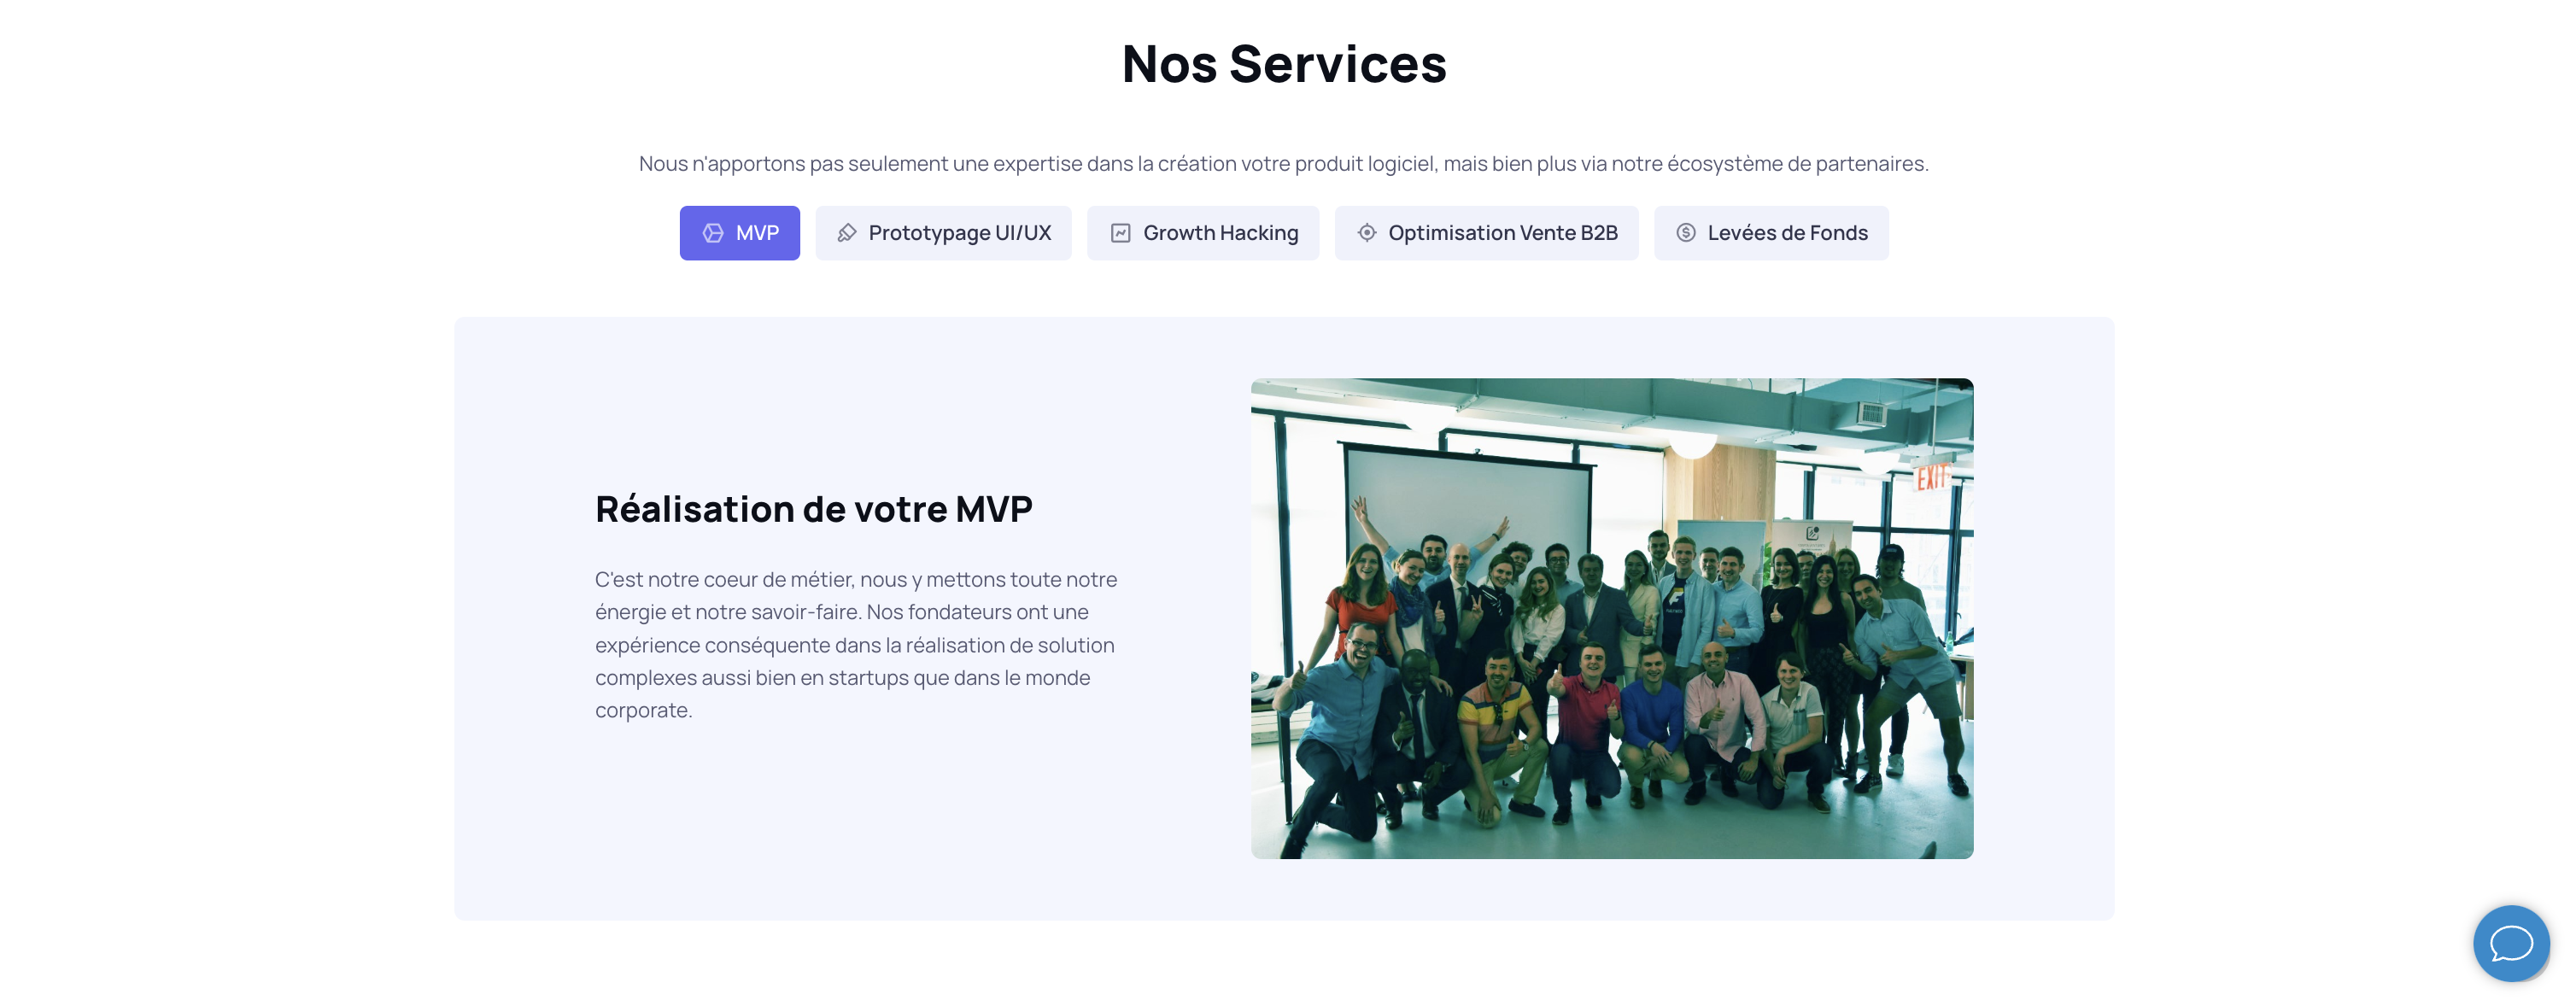 Nos Services
Nous n'apportons pas seulement une expertise dans la création votre produit logiciel, mais bien plus via notre écosystème de partenaires.
MVP
Prototypage UI/UX
Growth Hacking
Optimisation Vente B2B
Levées de Fonds
Réalisation de votre MVP
C'est notre coeur de métier, nous y mettons toute notre
énergie et notre savoir-faire. Nos fondateurs ont une
expérience conséquente dans la réalisation de solution
complexes aussi bien en startups que dans le monde
corporate.
EXIT